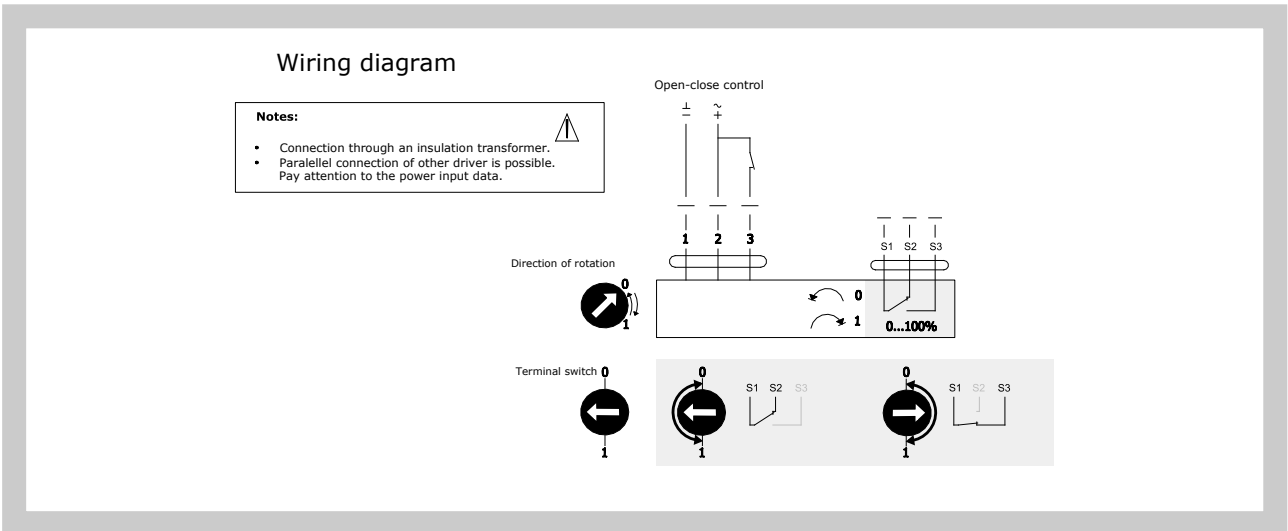 Wiring diagram
Open-close control
Notes:
• Connection through an insulation transformer.
• Paralellel connection of other driver is possible.
Pay attention to the power input data.
⊥ ~
− +
1 2 3
S1 S2 S3
Direction of rotation
0
1
0
1
0...100%
Terminal switch 0
1
0
1
S1 S2 S3
0
1
S1 S2 S3